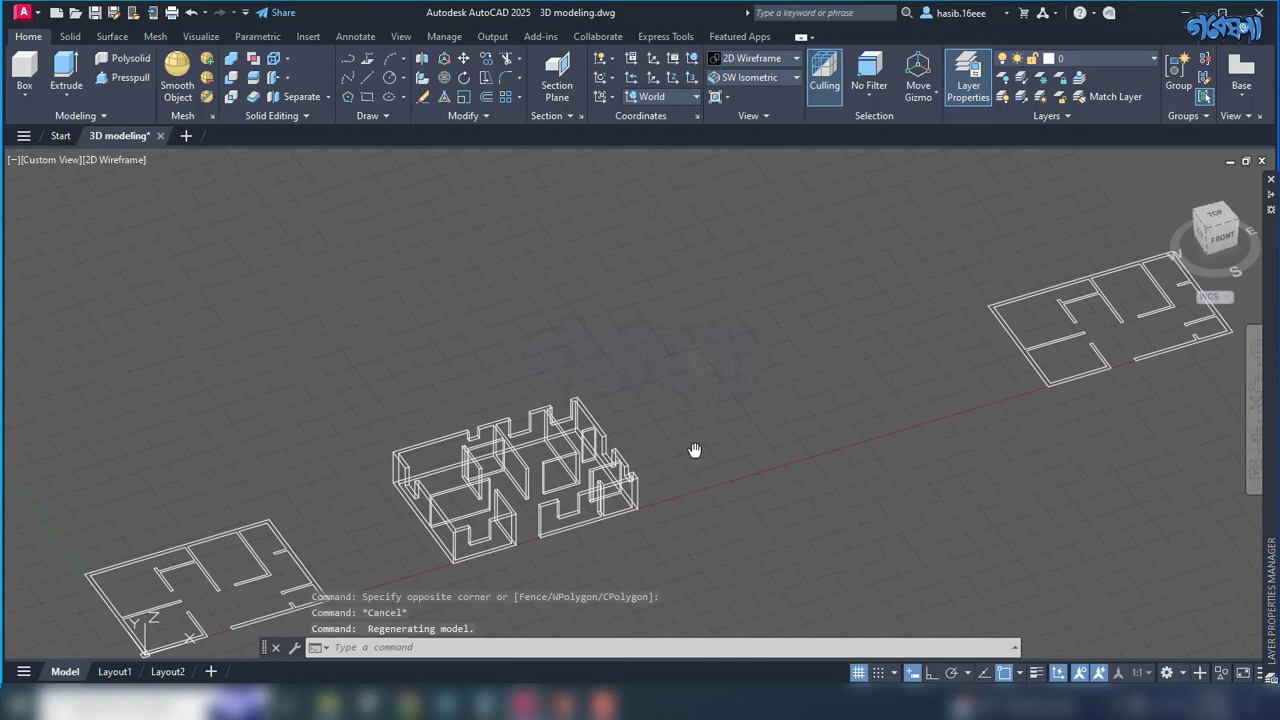 Share
Autodesk AutoCAD 2025 3D modeling.dwg
Type a keyword or phrase
hasib.16eee
Home Solid Surface Mesh Visualize Parametric Insert Annotate View Manage Output Add-ins Collaborate Express Tools Featured Apps
Box
Extrude
Polysolid
Presspull
Smooth Object
Separate
Section Plane
World
2D Wireframe
SW Isometric
Culling
No Filter
Move Gizmo
Layer Properties
0
Match Layer
Group
Base
Modeling Mesh Solid Editing Draw Modify Section Coordinates View Selection Layers Groups View
Start 3D modeling*
[−][Custom View][2D Wireframe]
TOP
FRONT
W
E
S
WCS
Y
Z
X
Command: Specify opposite corner or [Fence/WPolygon/CPolygon]:
Command: *Cancel*
Command: Regenerating model.
Type a command
LAYER PROPERTIES MANAGER
Model Layout1 Layout2
1:1